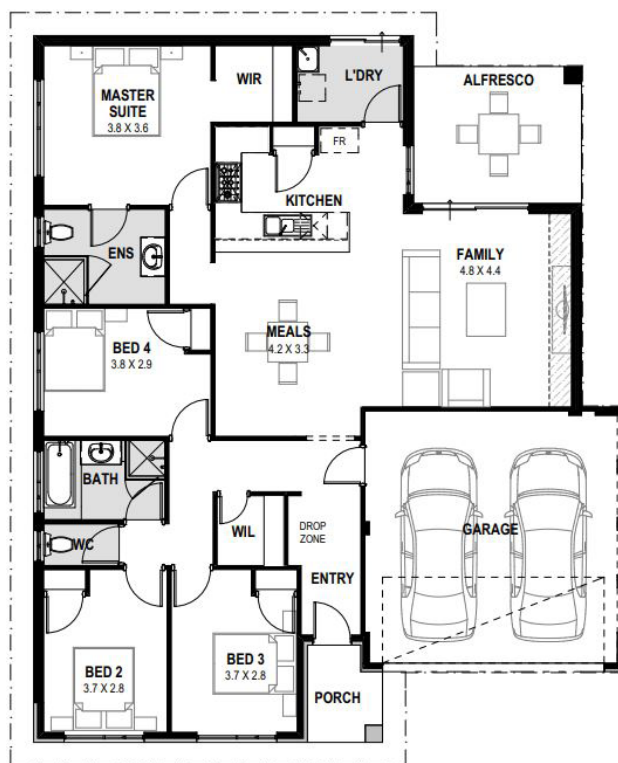 MASTER
SUITE
3.8 X 3.6
WIR
L'DRY
ALFRESCO
FR
KITCHEN
ENS
FAMILY
4.8 X 4.4
MEALS
4.2 X 3.3
BED 4
3.8 X 2.9
BATH
WC
WIL
DROP
ZONE
GARAGE
ENTRY
BED 2
3.7 X 2.8
BED 3
3.7 X 2.8
PORCH